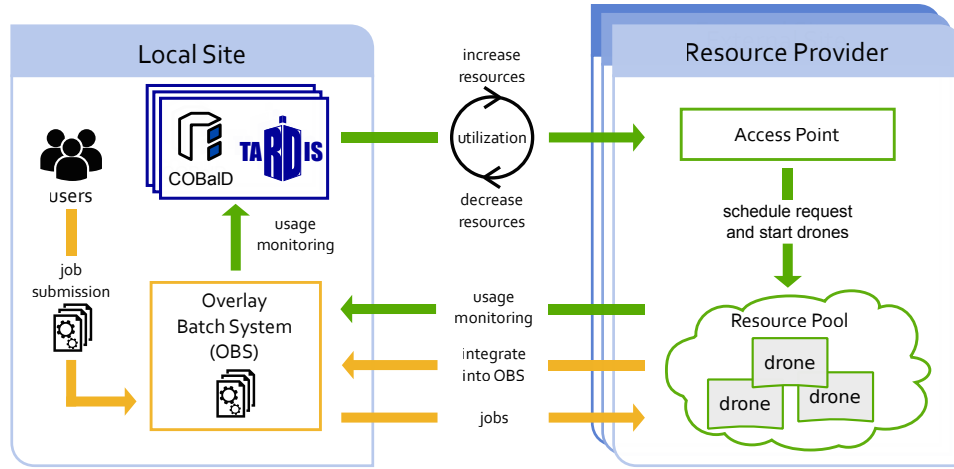 Local Site
users
job
submission
COBalD
TARDIS
usage
monitoring
Overlay
Batch System
(OBS)
increase
resources
utilization
decrease
resources
usage
monitoring
integrate
into OBS
jobs
Resource Provider
Access Point
schedule request
and start drones
Resource Pool
drone
drone
drone